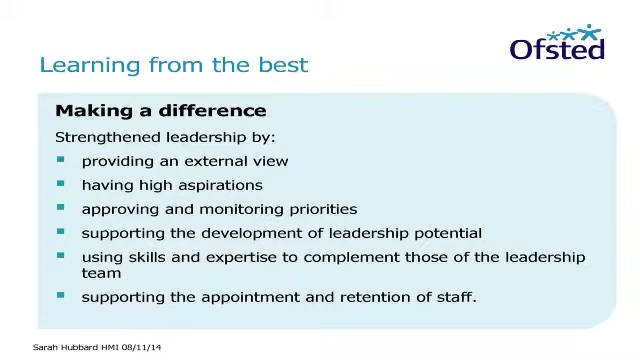 Ofsted
Learning from the best
Making a difference
Strengthened leadership by:
providing an external view
having high aspirations
approving and monitoring priorities
supporting the development of leadership potential
using skills and expertise to complement those of the leadership
team
supporting the appointment and retention of staff.
Sarah Hubbard HMI 08/11/14